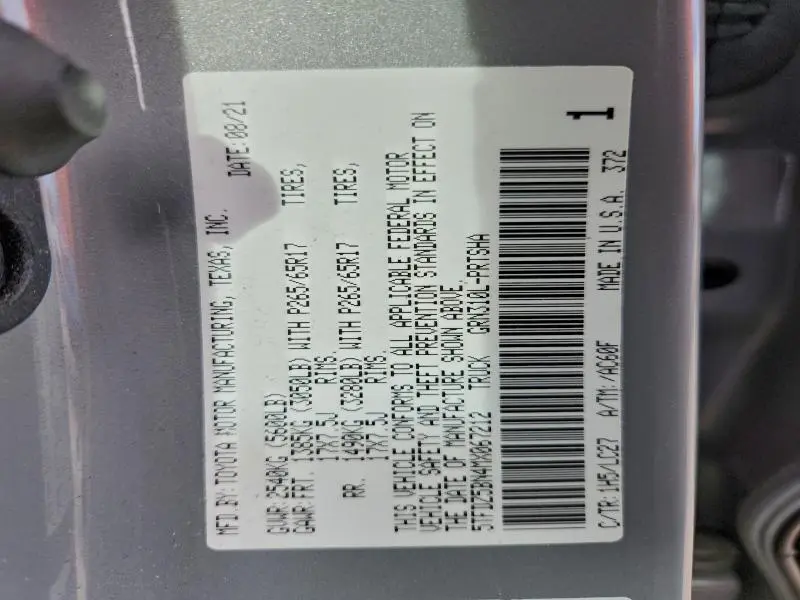 MFD BY: TOYOTA MOTOR MANUFACTURING, TEXAS, INC. DATE: 08/21
GVWR: 2540KG (5600LB)
GAWR: FRT. 1385KG (3050LB) WITH P265/65R17 TIRES,
17X7.5J RIMS.
RR. 1490KG (3280LB) WITH P265/65R17 TIRES,
17X7.5J RIMS.
THIS VEHICLE CONFORMS TO ALL APPLICABLE FEDERAL MOTOR
VEHICLE SAFETY AND THEFT PREVENTION STANDARDS IN EFFECT ON
THE DATE OF MANUFACTURE SHOWN ABOVE.
TRUCK GRN310L-PRTSHA
1
C/TR: 1H5/LC27 A/TM: /AC60F MADE IN U.S.A. 372